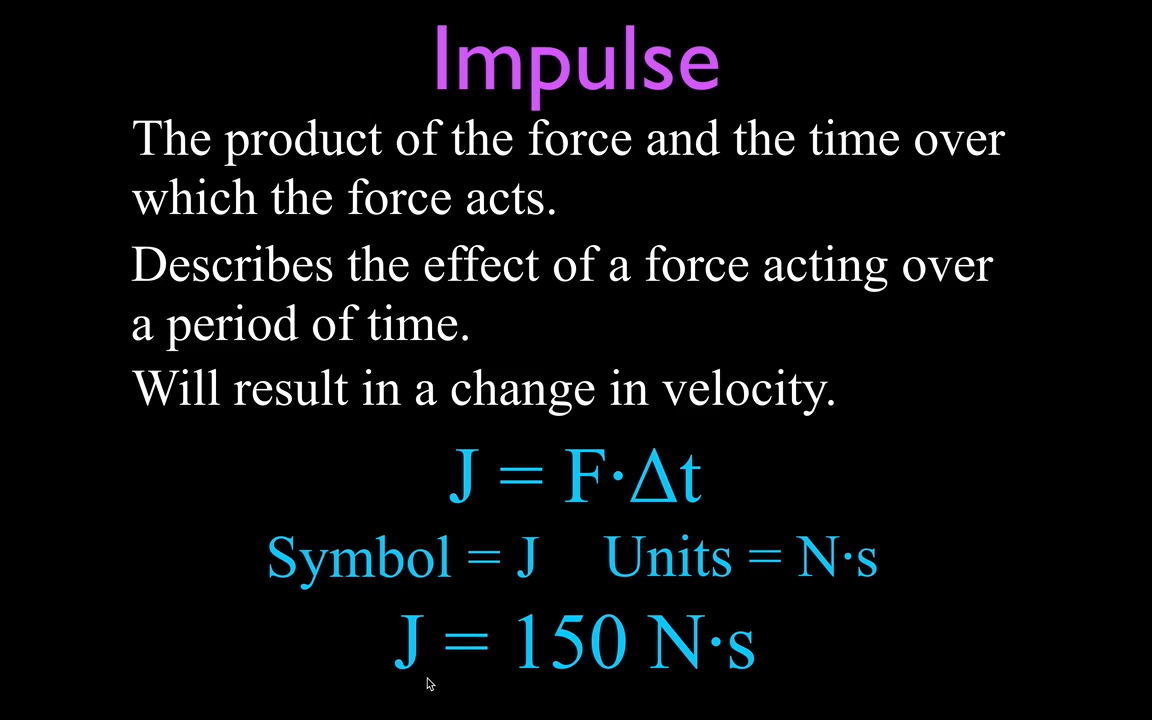 Impulse
The product of the force and the time over
which the force acts.
Describes the effect of a force acting over
a period of time.
Will result in a change in velocity.
J = F·Δt
Symbol = J Units = N·s
J = 150 N·s